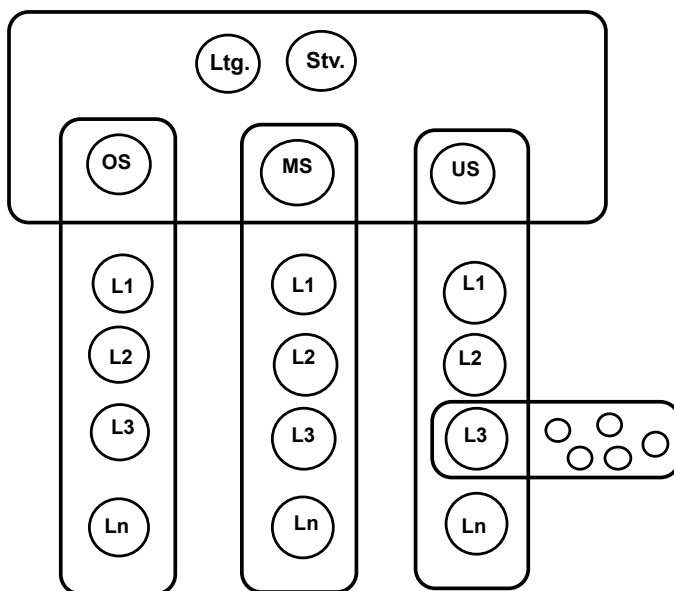 Ltg. Stv.
OS MS US
L1 L1 L1
L2 L2 L2
L3 L3 L3
Ln Ln Ln